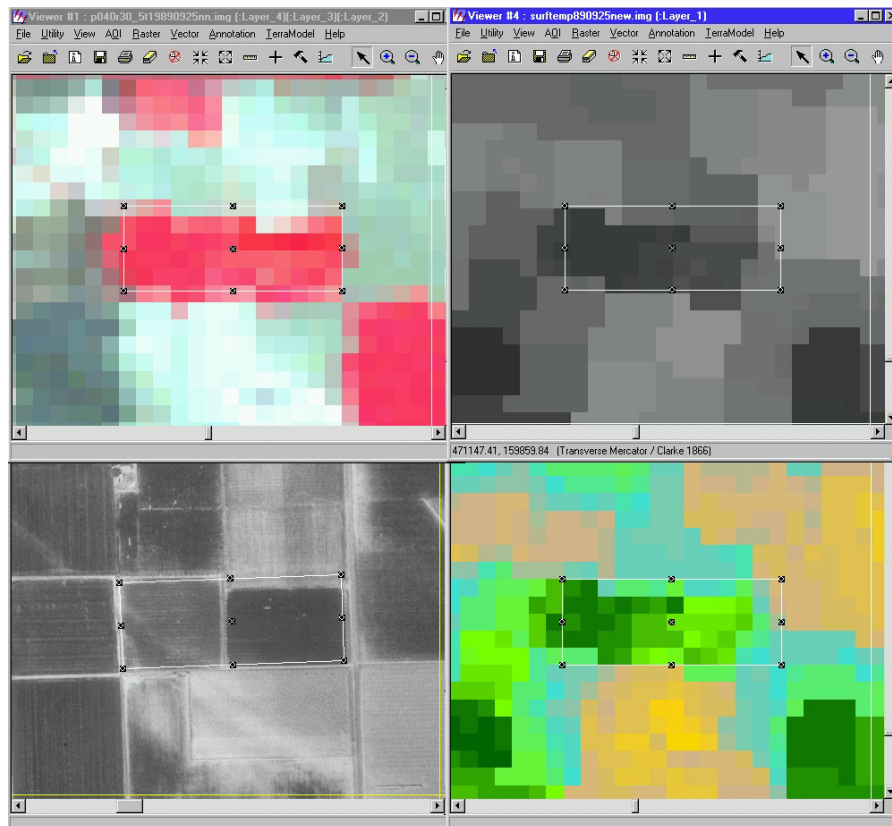 Viewer #1 : p040r30_5t19890925nn.img (:Layer_4)(:Layer_3)(:Layer_2)
File Utility View AOI Raster Vector Annotation TerraModel Help
Viewer #4 : surftemp890925new.img (:Layer_1)
File Utility View AOI Raster Vector Annotation TerraModel Help
471147.41, 159859.84 (Transverse Mercator / Clarke 1866)